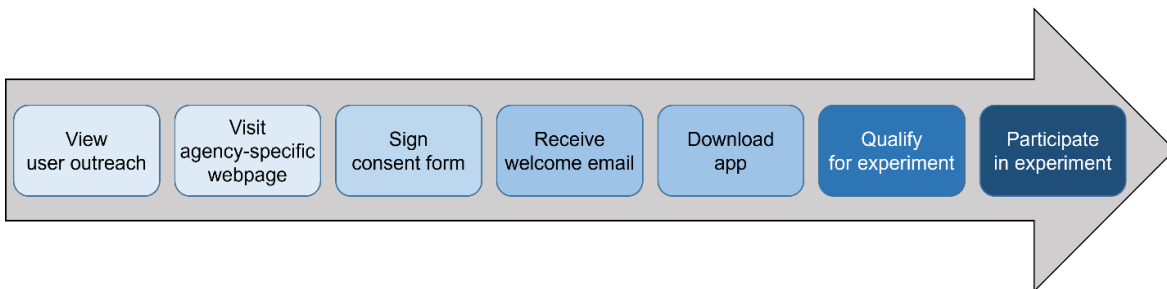 View
user outreach
Visit
agency-specific
webpage
Sign
consent form
Receive
welcome email
Download
app
Qualify
for experiment
Participate
in experiment